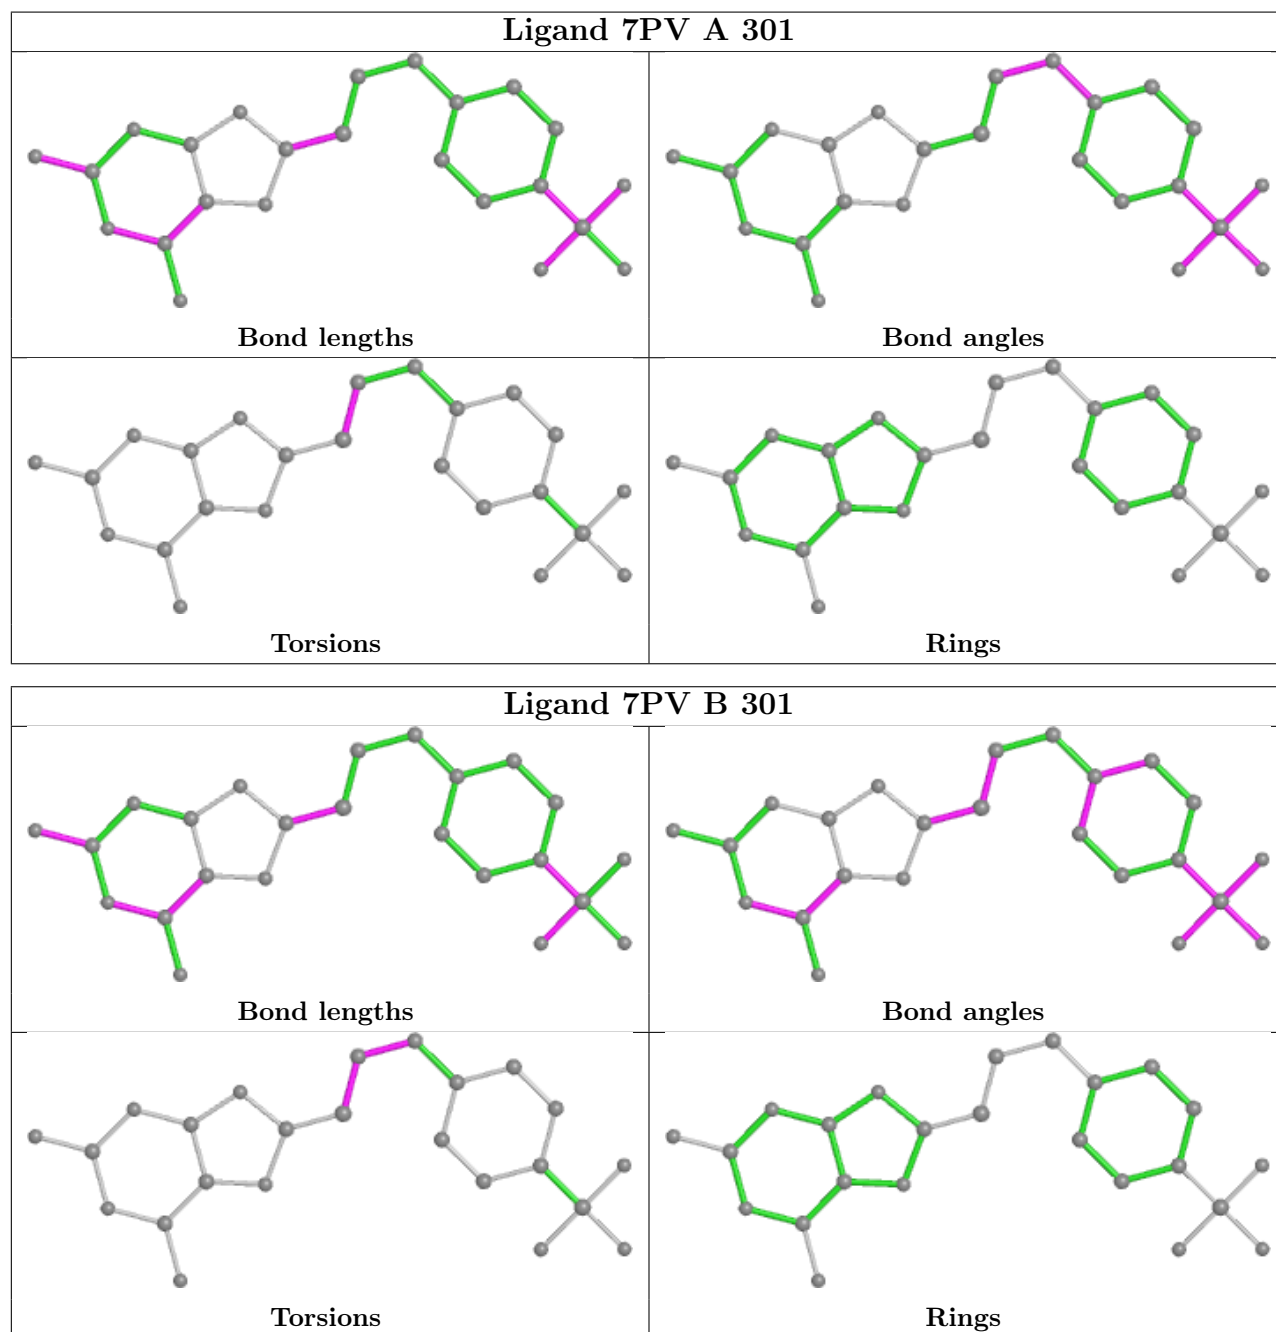 Ligand 7PV A 301
Bond lengths
Bond angles
Torsions
Rings
Ligand 7PV B 301
Bond lengths
Bond angles
Torsions
Rings